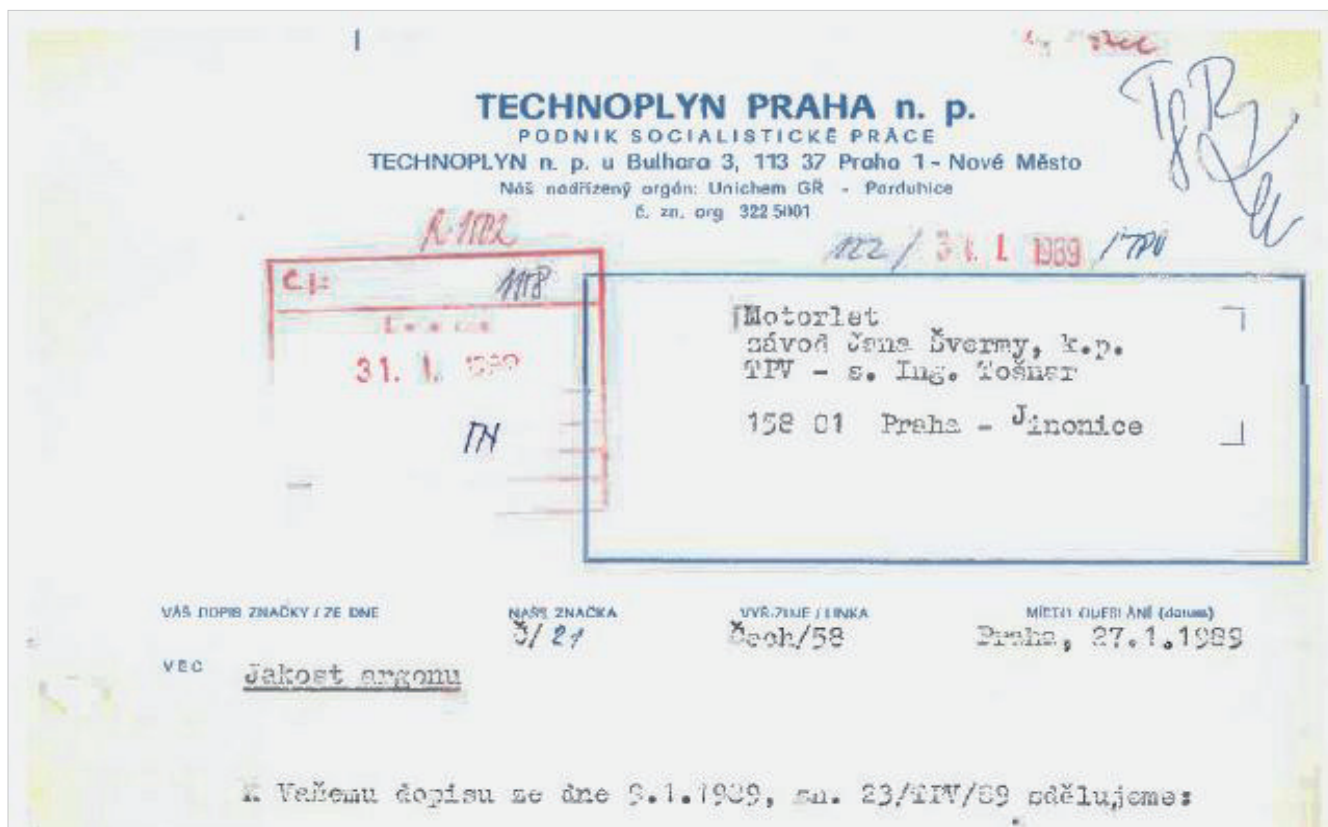 TECHNOPLYN PRAHA n. p.
PODNIK SOCIALISTICKÉ PRÁCE
TECHNOPLYN n. p. u Bulhara 3, 113 37 Praha 1 - Nové Město
Náš nadřízený orgán: Unichem GŘ - Pardubice
č. zn. org 322 5001
122 / 31. 1. 1989 / TPV
Č.j.:
31. 1. 1989
Motorlet
závod Jana Švermy, k.p.
TPV - s. Ing. Tošner
158 01 Praha - Jinonice
VÁŠ DOPIS ZNAČKY / ZE DNE
NAŠE ZNAČKA
VYŘIZUJE / LINKA
MÍSTO ODESLÁNÍ (datum)
Č/21
Čech/58
Praha, 27.1.1989
VĚC
Jakost argonu
K Vašemu dopisu ze dne 9.1.1989, zn. 23/TPV/89 sdělujeme: